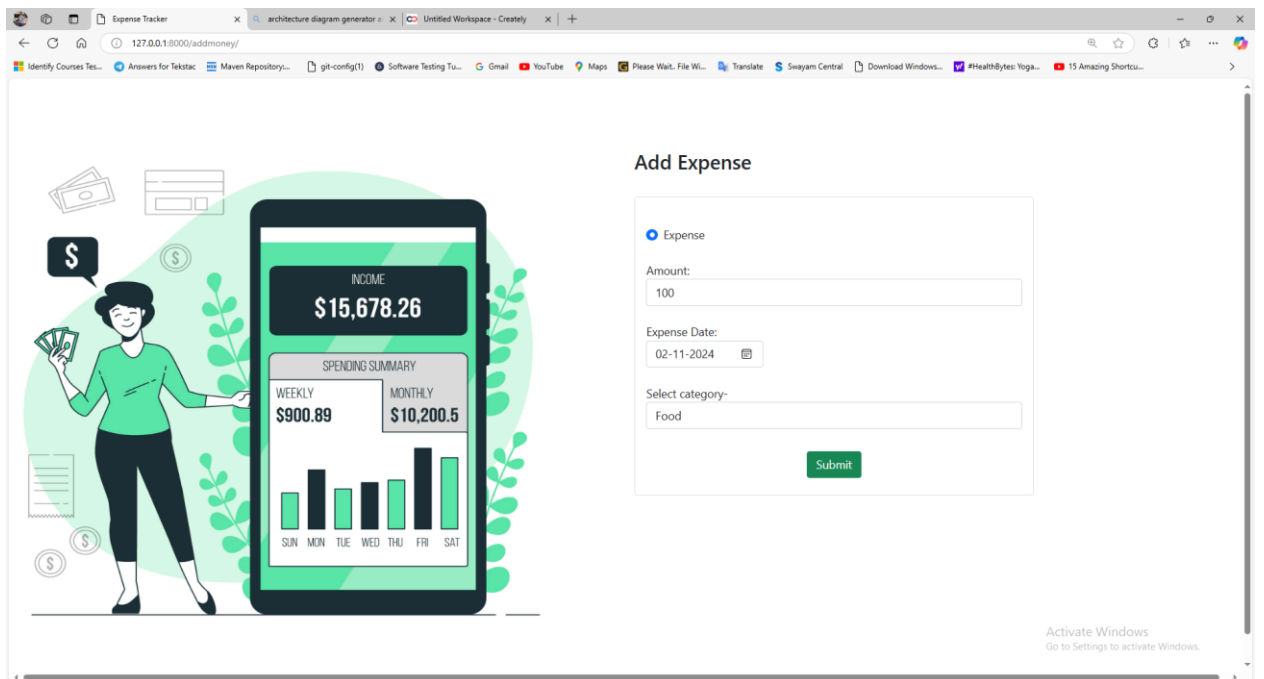 Expense Tracker
architecture diagram generator
Untitled Workspace - Creately
127.0.0.1:8000/addmoney/
Identify Courses Tes... Answers for Tekstac Maven Repository:... git-config(1) Software Testing Tu... Gmail YouTube Maps Please Wait.. File Wi... Translate Swayam Central Download Windows... #HealthBytes: Yoga... 15 Amazing Shortcu...
$
$
INCOME
$15,678.26
SPENDING SUMMARY
WEEKLY MONTHLY
$900.89 $10,200.5
SUN MON TUE WED THU FRI SAT
$
$
Add Expense
Expense
Amount:
100
Expense Date:
02-11-2024
Select category-
Food
Submit
Activate Windows
Go to Settings to activate Windows.